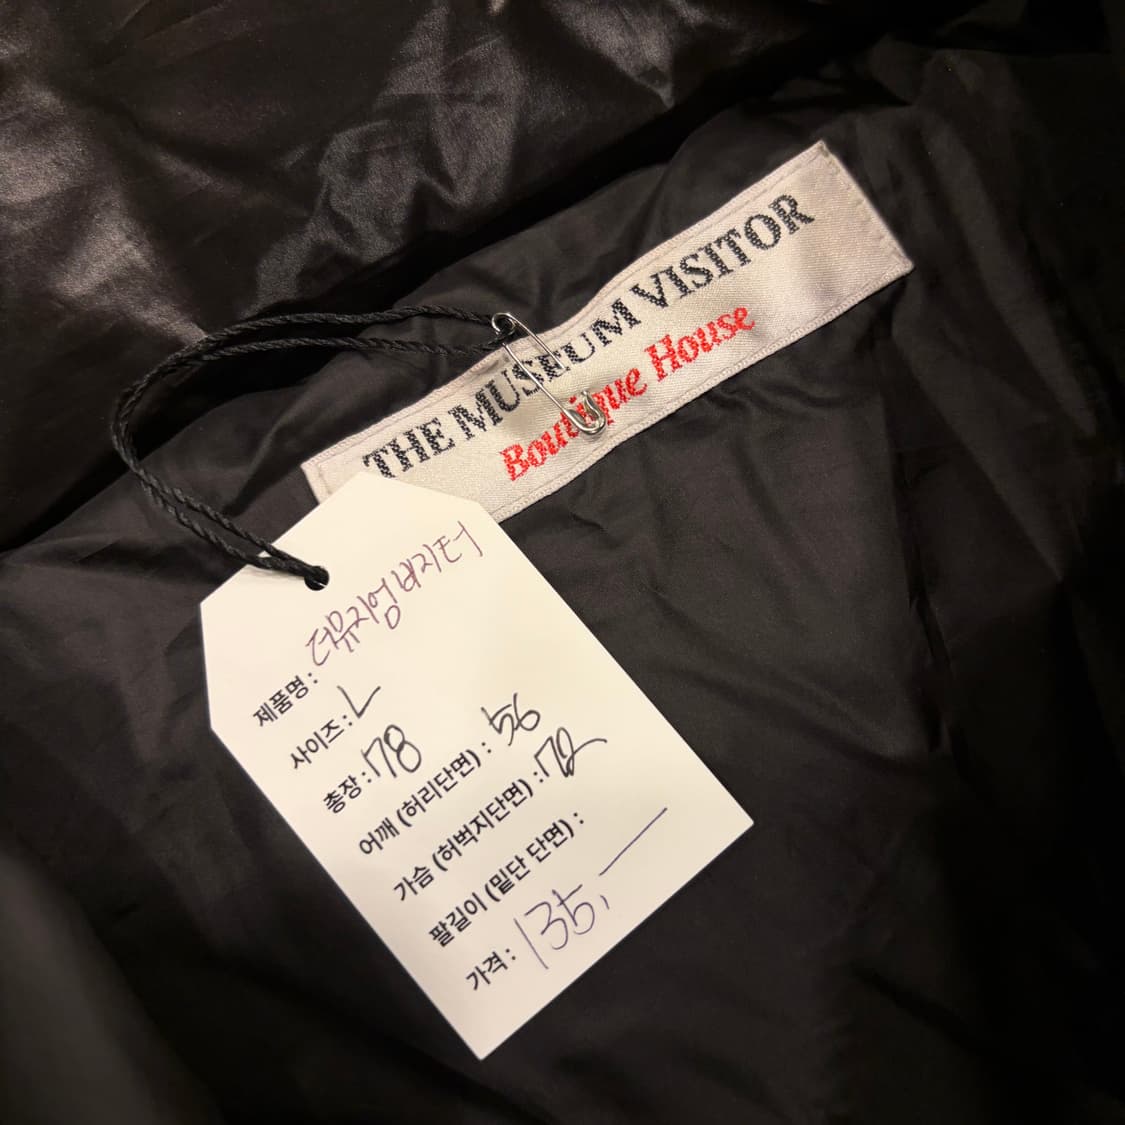 THE MUSEUM VISITOR
Boutique House
제품명 : 더뮤지엄비지터
사이즈 : L
총장 : 78
어깨 (허리단면) : 56
가슴 (허벅지단면) : 72
팔길이 (밑단 단면) :
가격 : 135,—